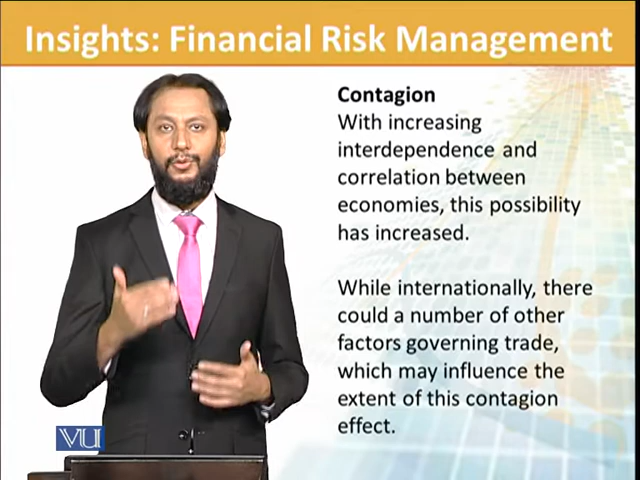 Insights: Financial Risk Management
Contagion
With increasing
interdependence and
correlation between
economies, this possibility
has increased.
While internationally, there
could a number of other
factors governing trade,
which may influence the
extent of this contagion
effect.
VU